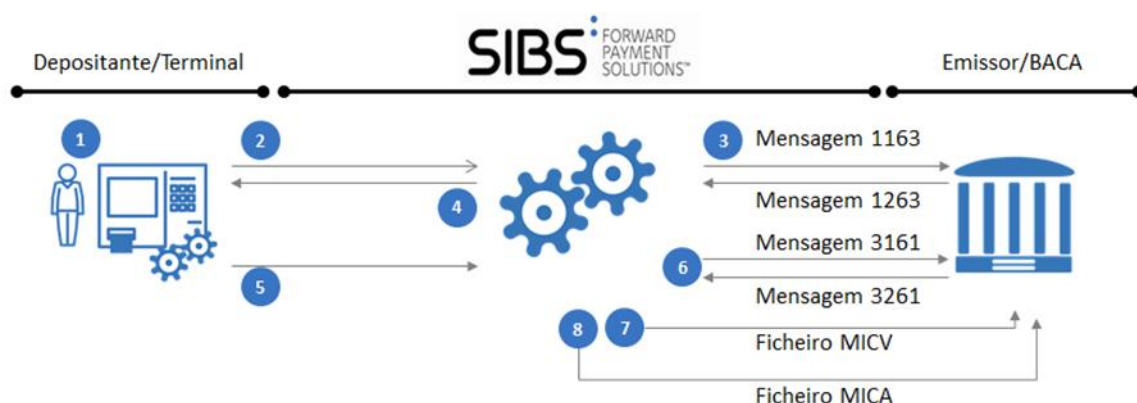 SIBS
FORWARD
PAYMENT
SOLUTIONS™
Depositante/Terminal
Emissor/BACA
1
2
3
Mensagem 1163
4
Mensagem 1263
Mensagem 3161
5
6
Mensagem 3261
8
7
Ficheiro MICV
Ficheiro MICA